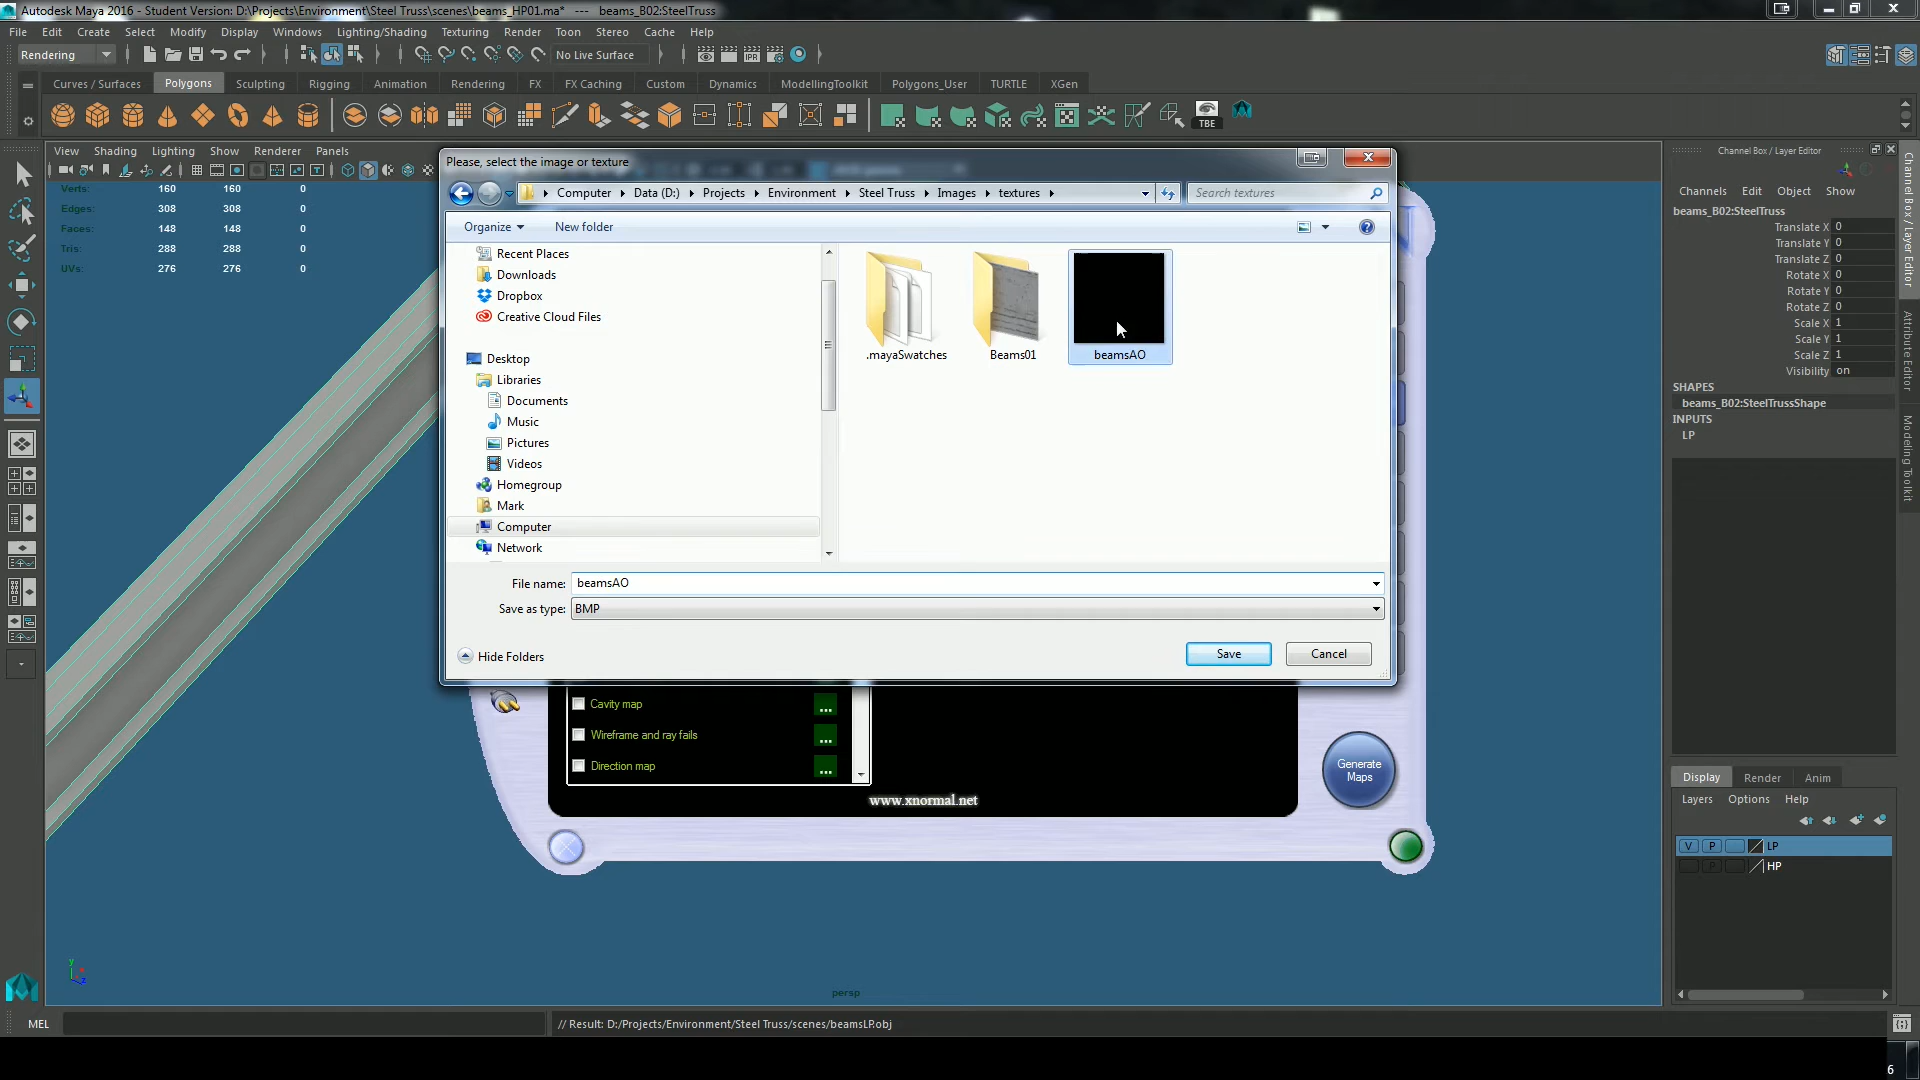 Autodesk Maya 2016 - Student Version: D:\Projects\Environment\Steel Truss\scenes\beams_HP01.ma* --- beams_B02:SteelTruss
File Edit Create Select Modify Display Windows Lighting/Shading Texturing Render Toon Stereo Cache Help
Rendering No Live Surface
Curves / Surfaces Polygons Sculpting Rigging Animation Rendering FX FX Caching Custom Dynamics ModellingToolkit Polygons_User TURTLE XGen
TBE
View Shading Lighting Show Renderer Panels
Verts: 160 160 0
Edges: 308 308 0
Faces: 148 148 0
Tris: 288 288 0
UVs: 276 276 0
Please, select the image or texture
Computer Data (D:) Projects Environment Steel Truss Images textures
Search textures
Organize New folder
Recent Places
Downloads
Dropbox
Creative Cloud Files
Desktop
Libraries
Documents
Music
Pictures
Videos
Homegroup
Mark
Computer
Network
.mayaSwatches
Beams01
beamsAO
File name: beamsAO
Save as type: BMP
Hide Folders
Save
Cancel
Cavity map ...
Wireframe and ray fails ...
Direction map ...
www.xnormal.net
Generate
Maps
persp
Channel Box / Layer Editor
Channels Edit Object Show
beams_B02:SteelTruss
Translate X 0
Translate Y 0
Translate Z 0
Rotate X 0
Rotate Y 0
Rotate Z 0
Scale X 1
Scale Y 1
Scale Z 1
Visibility on
SHAPES
beams_B02:SteelTrussShape
INPUTS
LP
Channel Box / Layer Editor
Attribute Editor
Modeling Toolkit
Display Render Anim
Layers Options Help
V P LP
P HP
y
z
MEL
// Result: D:/Projects/Environment/Steel Truss/scenes/beamsLP.obj
6